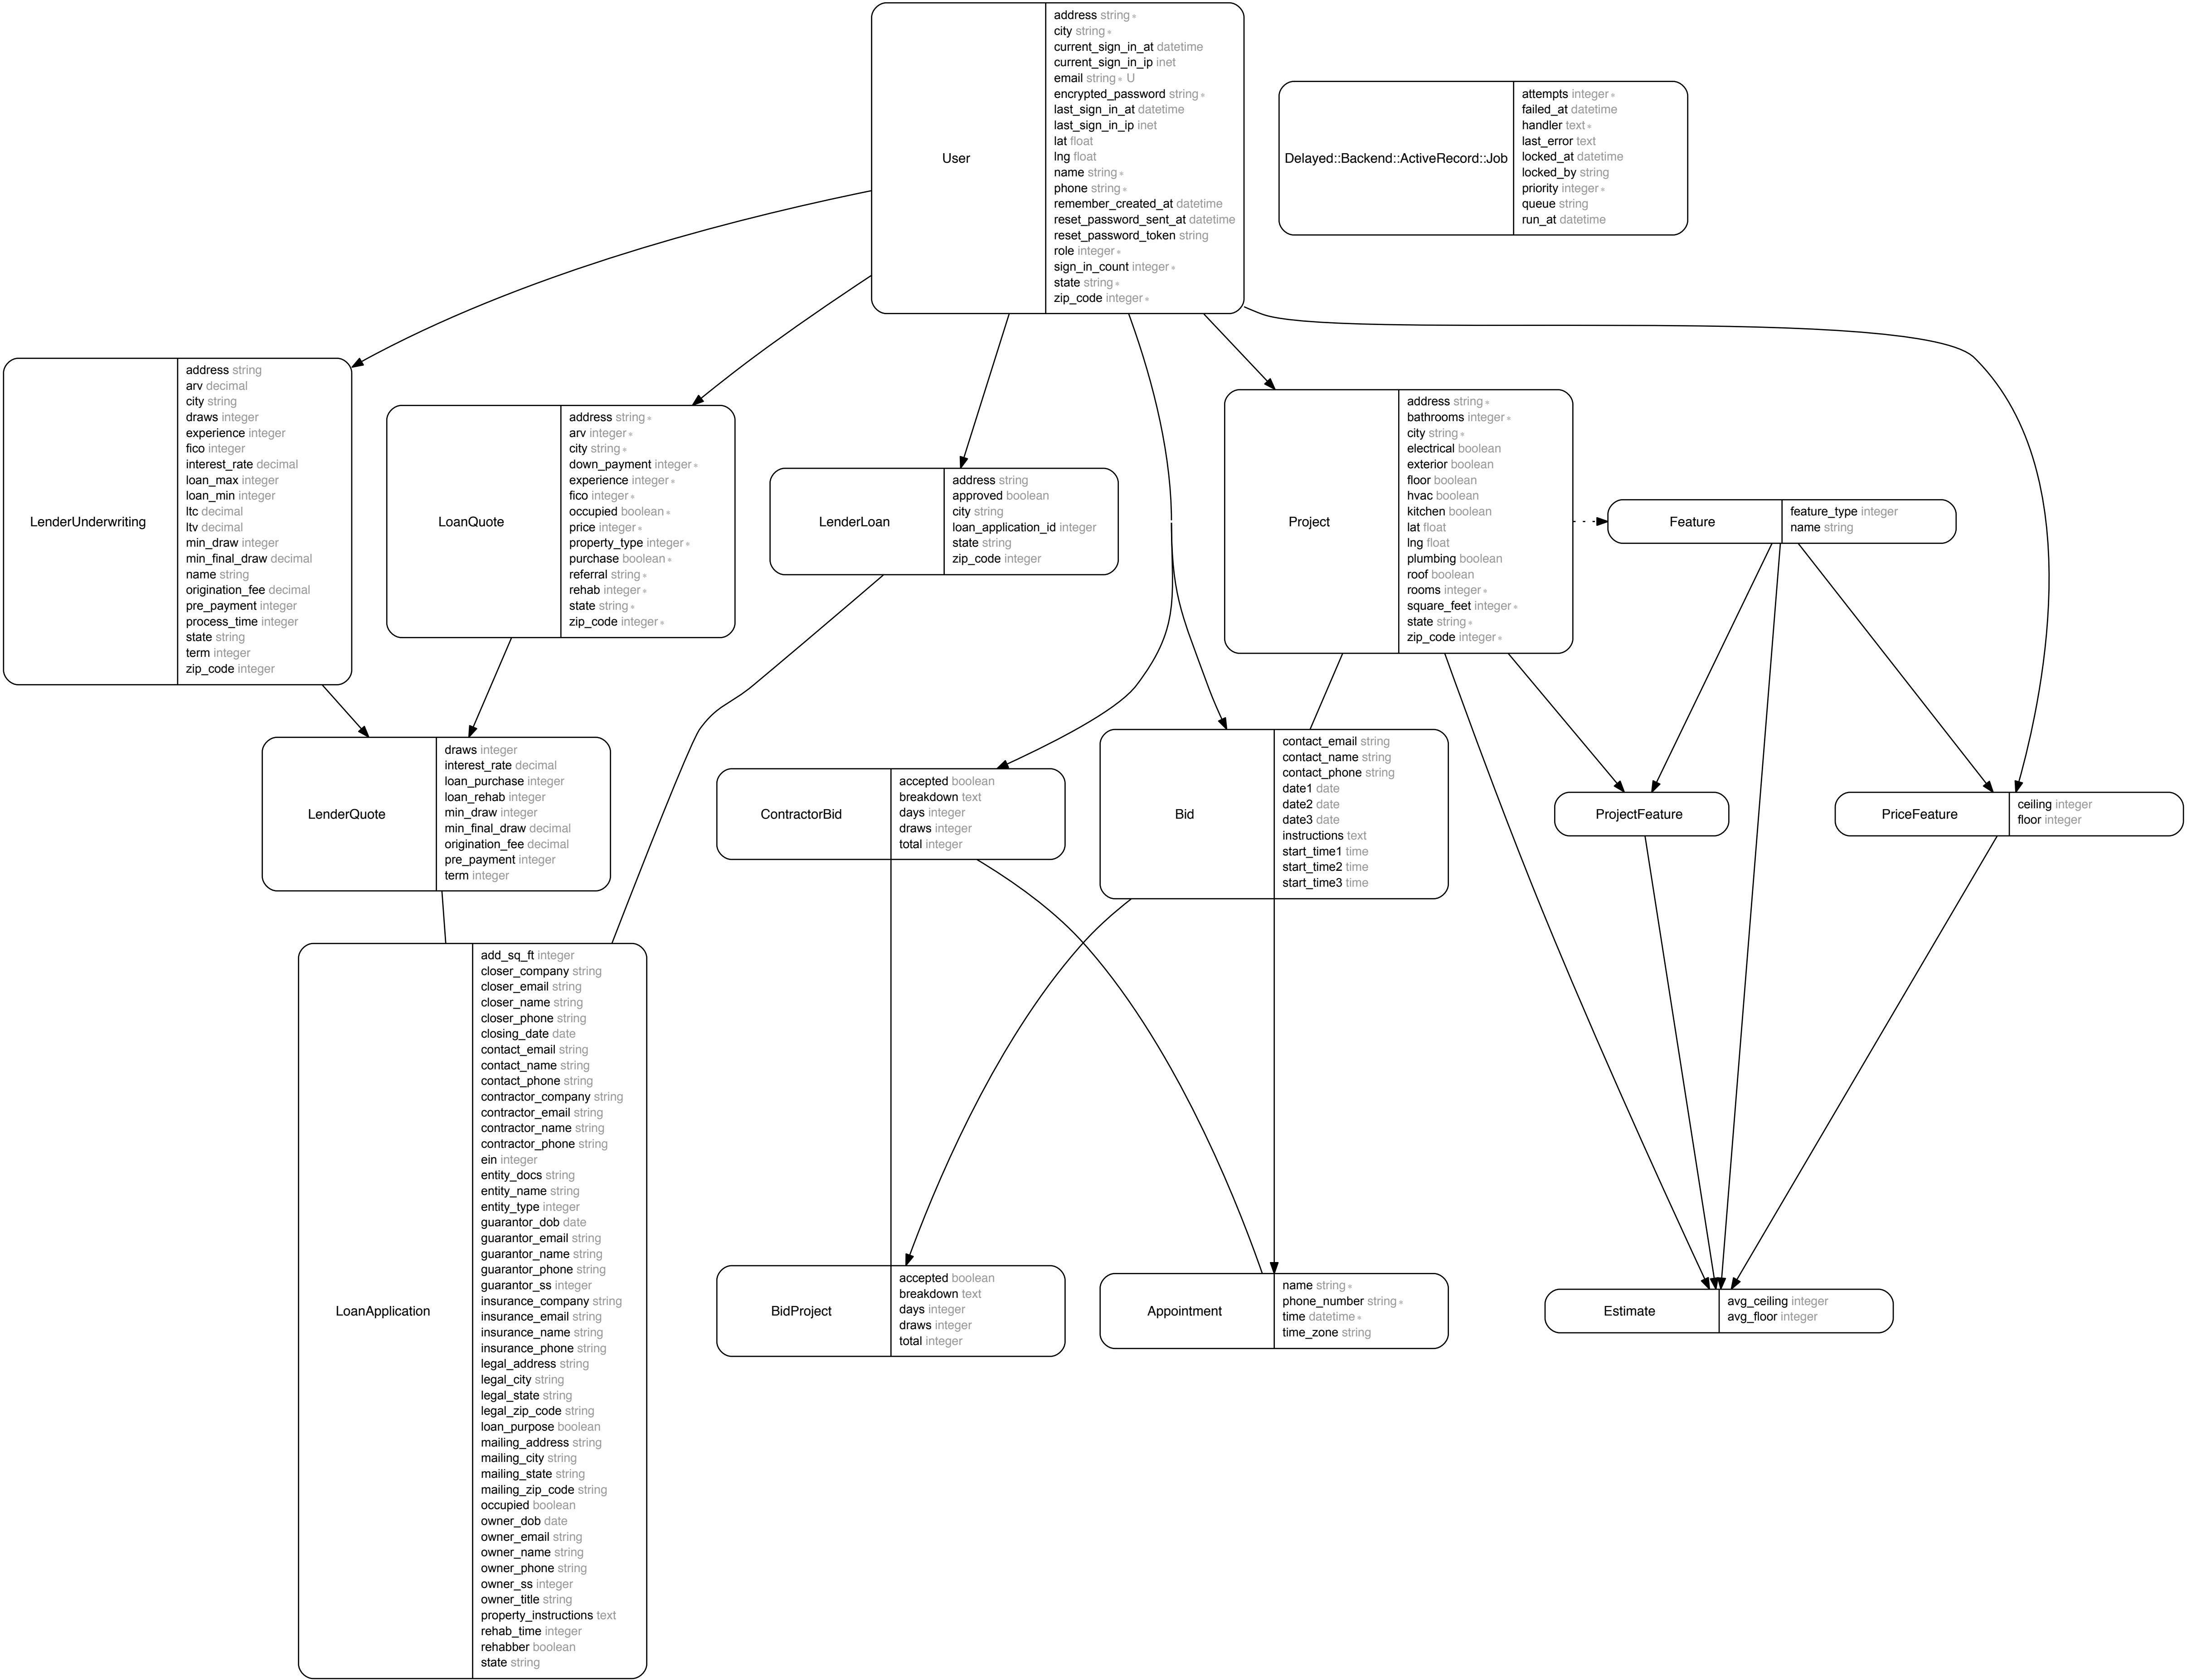 User
address string *
city string *
current_sign_in_at datetime
current_sign_in_ip inet
email string * U
encrypted_password string *
last_sign_in_at datetime
last_sign_in_ip inet
lat float
lng float
name string *
phone string *
remember_created_at datetime
reset_password_sent_at datetime
reset_password_token string
role integer *
sign_in_count integer *
state string *
zip_code integer *
Delayed::Backend::ActiveRecord::Job
attempts integer *
failed_at datetime
handler text *
last_error text
locked_at datetime
locked_by string
priority integer *
queue string
run_at datetime
LenderUnderwriting
address string
arv decimal
city string
draws integer
experience integer
fico integer
interest_rate decimal
loan_max integer
loan_min integer
ltc decimal
ltv decimal
min_draw integer
min_final_draw decimal
name string
origination_fee decimal
pre_payment integer
process_time integer
state string
term integer
zip_code integer
LoanQuote
address string *
arv integer *
city string *
down_payment integer *
experience integer *
fico integer *
occupied boolean *
price integer *
property_type integer *
purchase boolean *
referral string *
rehab integer *
state string *
zip_code integer *
LenderLoan
address string
approved boolean
city string
loan_application_id integer
state string
zip_code integer
Project
address string *
bathrooms integer *
city string *
electrical boolean
exterior boolean
floor boolean
hvac boolean
kitchen boolean
lat float
lng float
plumbing boolean
roof boolean
rooms integer *
square_feet integer *
state string *
zip_code integer *
Feature
feature_type integer
name string
LenderQuote
draws integer
interest_rate decimal
loan_purchase integer
loan_rehab integer
min_draw integer
min_final_draw decimal
origination_fee decimal
pre_payment integer
term integer
ContractorBid
accepted boolean
breakdown text
days integer
draws integer
total integer
Bid
contact_email string
contact_name string
contact_phone string
date1 date
date2 date
date3 date
instructions text
start_time1 time
start_time2 time
start_time3 time
ProjectFeature
PriceFeature
ceiling integer
floor integer
LoanApplication
add_sq_ft integer
closer_company string
closer_email string
closer_name string
closer_phone string
closing_date date
contact_email string
contact_name string
contact_phone string
contractor_company string
contractor_email string
contractor_name string
contractor_phone string
ein integer
entity_docs string
entity_name string
entity_type integer
guarantor_dob date
guarantor_email string
guarantor_name string
guarantor_phone string
guarantor_ss integer
insurance_company string
insurance_email string
insurance_name string
insurance_phone string
legal_address string
legal_city string
legal_state string
legal_zip_code string
loan_purpose boolean
mailing_address string
mailing_city string
mailing_state string
mailing_zip_code string
occupied boolean
owner_dob date
owner_email string
owner_name string
owner_phone string
owner_ss integer
owner_title string
property_instructions text
rehab_time integer
rehabber boolean
state string
BidProject
accepted boolean
breakdown text
days integer
draws integer
total integer
Appointment
name string *
phone_number string *
time datetime *
time_zone string
Estimate
avg_ceiling integer
avg_floor integer